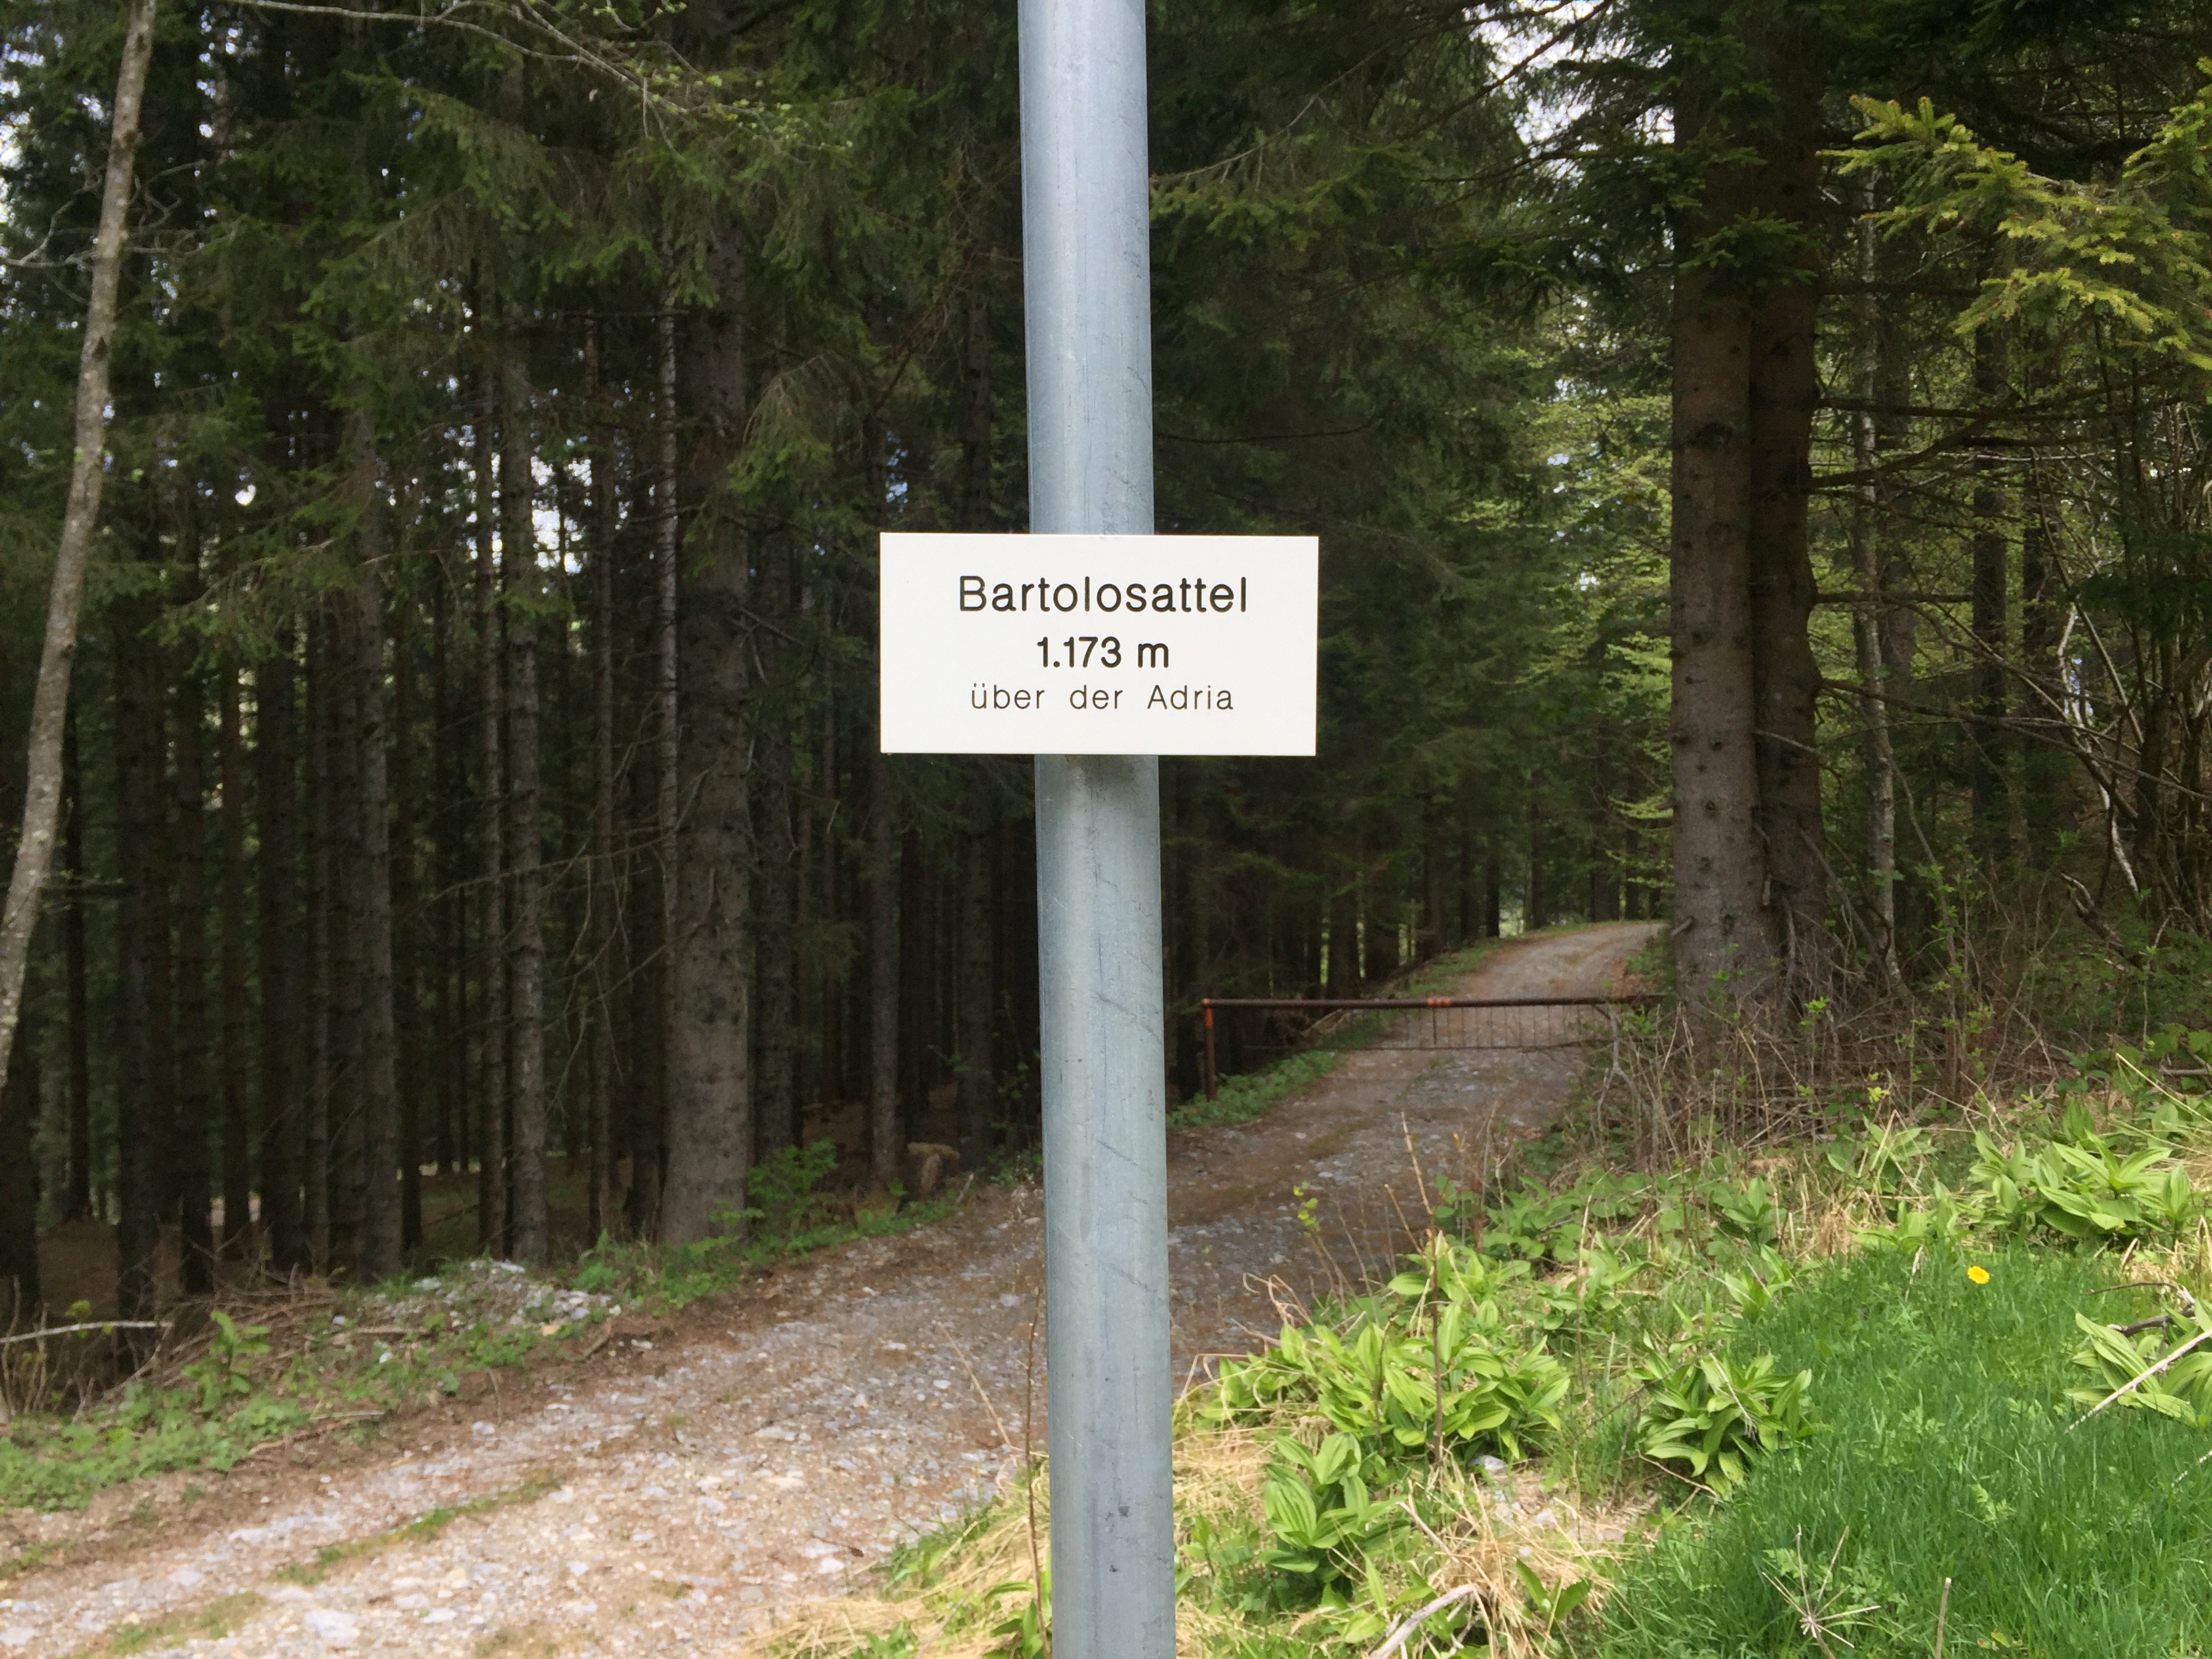 Bartolosattel
1.173 m
über der Adria